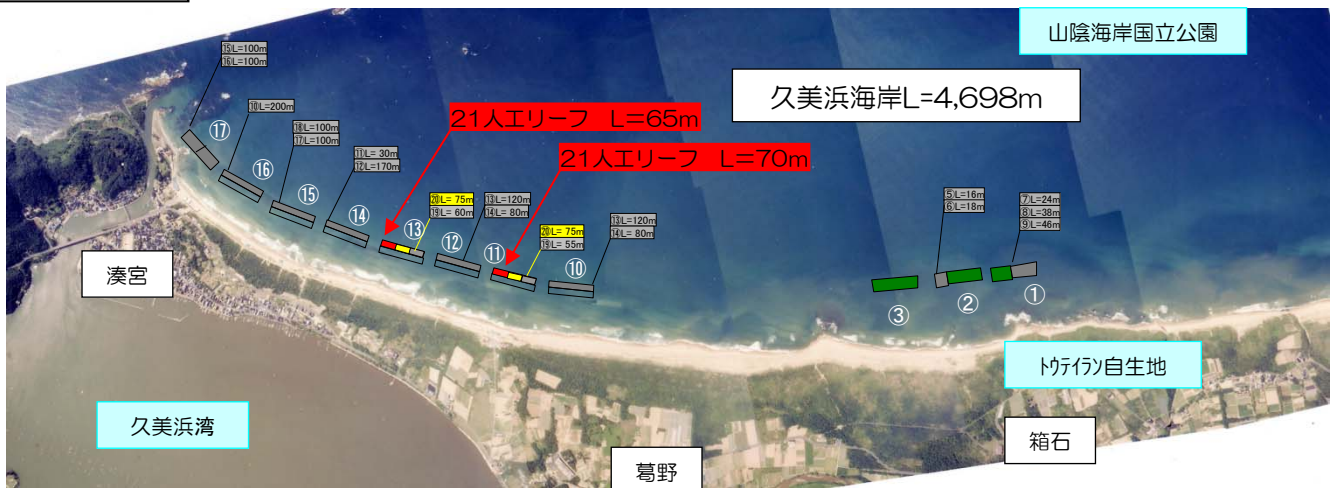 山陰海岸国立公園
久美浜海岸L=4,698m
⑮L=100m
⑯L=100m
⑩L=200m
⑯L=100m
⑰L=100m
⑪L= 30m
⑫L=170m
21人工リーフ L=65m
21人工リーフ L=70m
⑳L= 75m
⑲L= 60m
⑬L=120m
⑭L= 80m
⑳L= 75m
⑲L= 55m
⑬L=120m
⑭L= 80m
⑤L=16m
⑥L=18m
⑦L=24m
⑧L=38m
⑨L=46m
⑰
⑯
⑮
⑭
⑬
⑫
⑪
⑩
③
②
①
湊宮
久美浜湾
葛野
トウテイラン自生地
箱石